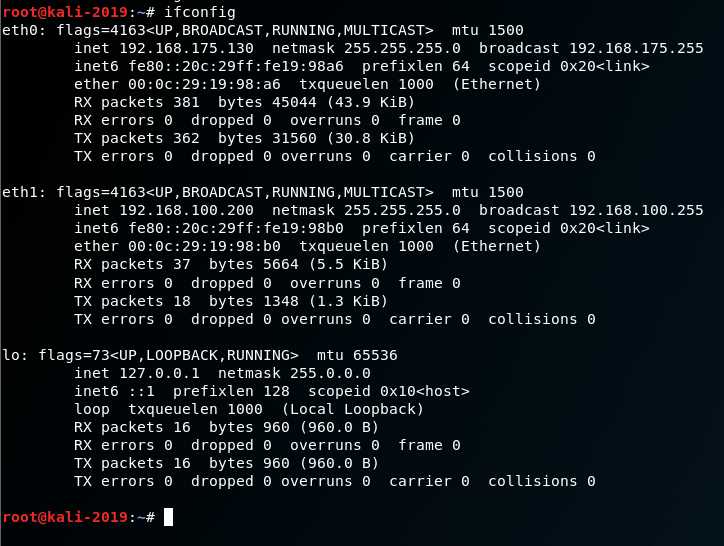 root@kali-2019:~# ifconfig
eth0: flags=4163<UP,BROADCAST,RUNNING,MULTICAST>  mtu 1500
        inet 192.168.175.130  netmask 255.255.255.0  broadcast 192.168.175.255
        inet6 fe80::20c:29ff:fe19:98a6  prefixlen 64  scopeid 0x20<link>
        ether 00:0c:29:19:98:a6  txqueuelen 1000  (Ethernet)
        RX packets 381  bytes 45044 (43.9 KiB)
        RX errors 0  dropped 0  overruns 0  frame 0
        TX packets 362  bytes 31560 (30.8 KiB)
        TX errors 0  dropped 0 overruns 0  carrier 0  collisions 0

eth1: flags=4163<UP,BROADCAST,RUNNING,MULTICAST>  mtu 1500
        inet 192.168.100.200  netmask 255.255.255.0  broadcast 192.168.100.255
        inet6 fe80::20c:29ff:fe19:98b0  prefixlen 64  scopeid 0x20<link>
        ether 00:0c:29:19:98:b0  txqueuelen 1000  (Ethernet)
        RX packets 37  bytes 5664 (5.5 KiB)
        RX errors 0  dropped 0  overruns 0  frame 0
        TX packets 18  bytes 1348 (1.3 KiB)
        TX errors 0  dropped 0 overruns 0  carrier 0  collisions 0

lo: flags=73<UP,LOOPBACK,RUNNING>  mtu 65536
        inet 127.0.0.1  netmask 255.0.0.0
        inet6 ::1  prefixlen 128  scopeid 0x10<host>
        loop  txqueuelen 1000  (Local Loopback)
        RX packets 16  bytes 960 (960.0 B)
        RX errors 0  dropped 0  overruns 0  frame 0
        TX packets 16  bytes 960 (960.0 B)
        TX errors 0  dropped 0 overruns 0  carrier 0  collisions 0

root@kali-2019:~#